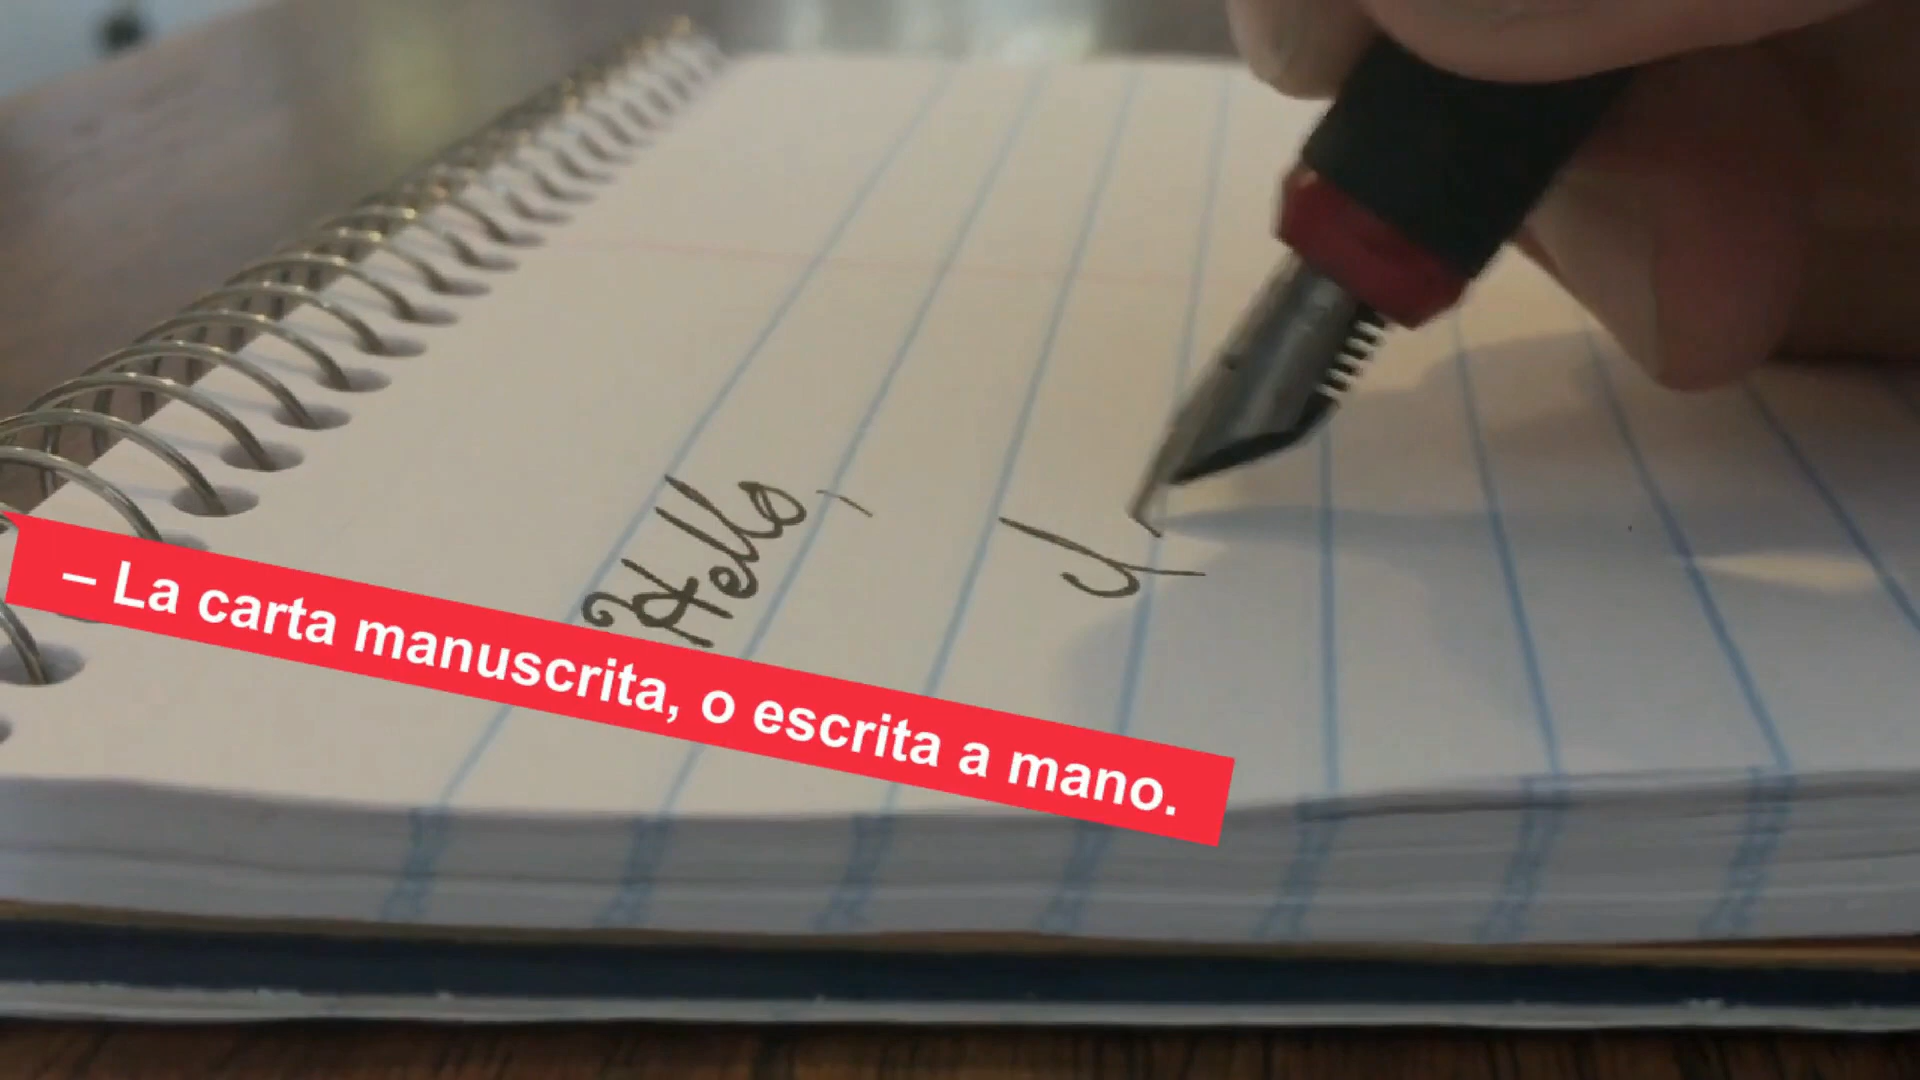 Hello,
– La carta manuscrita, o escrita a mano.